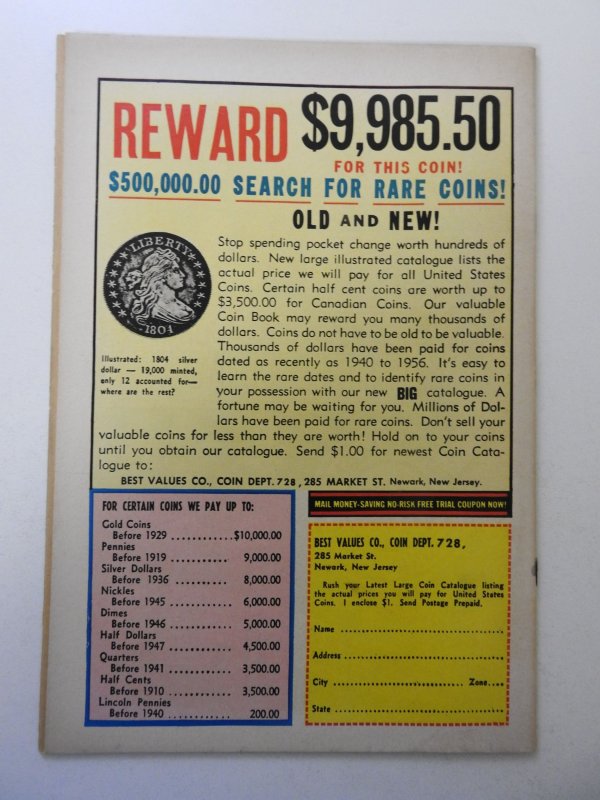 REWARD $9,985.50
FOR THIS COIN!
$500,000.00 SEARCH FOR RARE COINS!
OLD AND NEW!
LIBERTY
1804
Illustrated: 1804 silver
dollar — 19,000 minted,
only 12 accounted for—
where are the rest?
Stop spending pocket change worth hundreds of
dollars. New large illustrated catalogue lists the
actual price we will pay for all United States
Coins. Certain half cent coins are worth up to
$3,500.00 for Canadian Coins. Our valuable
Coin Book may reward you many thousands of
dollars. Coins do not have to be old to be valuable.
Thousands of dollars have been paid for coins
dated as recently as 1940 to 1956. It's easy to
learn the rare dates and to identify rare coins in
your possession with our new BIG catalogue. A
fortune may be waiting for you. Millions of Dol-
lars have been paid for rare coins. Don't sell your
valuable coins for less than they are worth! Hold on to your coins
until you obtain our catalogue. Send $1.00 for newest Coin Cata-
logue to:
BEST VALUES CO., COIN DEPT. 728, 285 MARKET ST. Newark, New Jersey.
FOR CERTAIN COINS WE PAY UP TO:
Gold Coins
Before 1929 ............$10,000.00
Pennies
Before 1919 ............ 9,000.00
Silver Dollars
Before 1936 ............ 8,000.00
Nickles
Before 1945 ............ 6,000.00
Dimes
Before 1946 ............ 5,000.00
Half Dollars
Before 1947 ............ 4,500.00
Quarters
Before 1941 ............ 3,500.00
Half Cents
Before 1910 ............ 3,500.00
Lincoln Pennies
Before 1940 ............ 200.00
MAIL MONEY-SAVING NO-RISK FREE TRIAL COUPON NOW!
BEST VALUES CO., COIN DEPT. 728,
285 Market St.
Newark, New Jersey
Rush your Latest Large Coin Catalogue listing
the actual prices you will pay for United States
Coins. I enclose $1. Send Postage Prepaid.
Name ........................................
Address ........................................
City ................................ Zone....
State ........................................